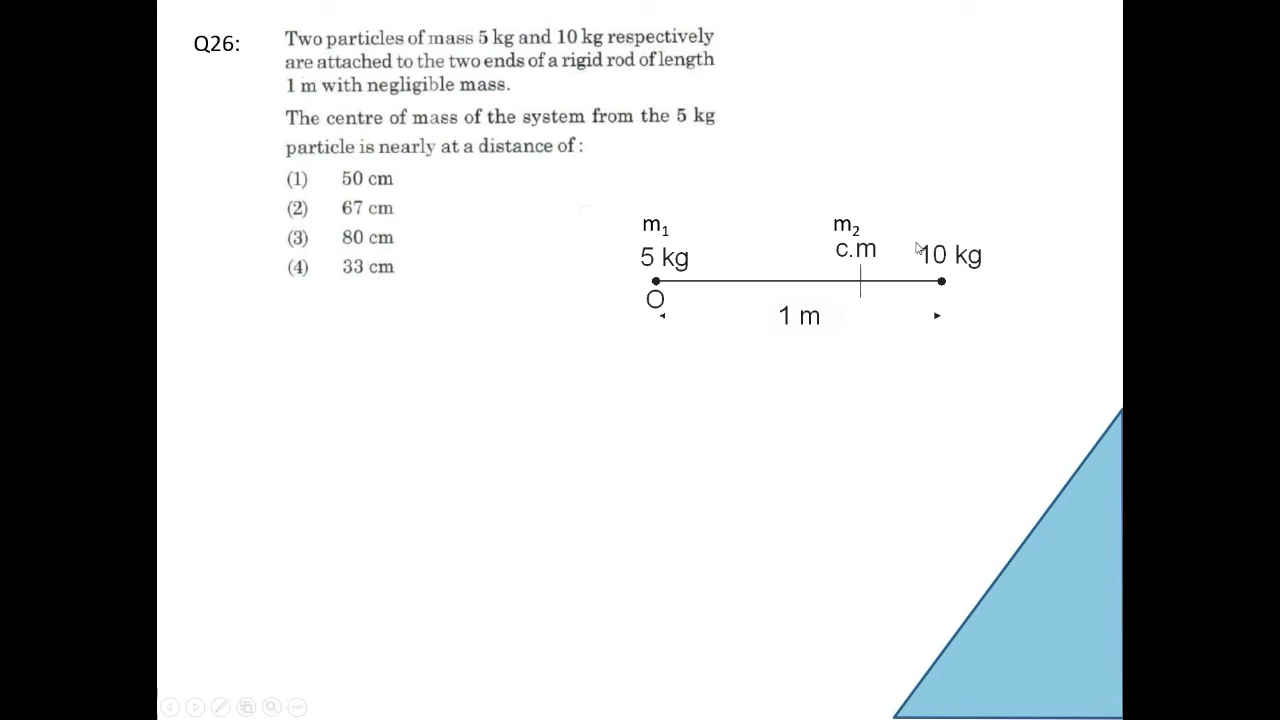 Q26:
Two particles of mass 5 kg and 10 kg respectively
are attached to the two ends of a rigid rod of length
1 m with negligible mass.
The centre of mass of the system from the 5 kg
particle is nearly at a distance of :
(1) 50 cm
(2) 67 cm
(3) 80 cm
(4) 33 cm
m₁ m₂
5 kg c.m 10 kg
O
1 m